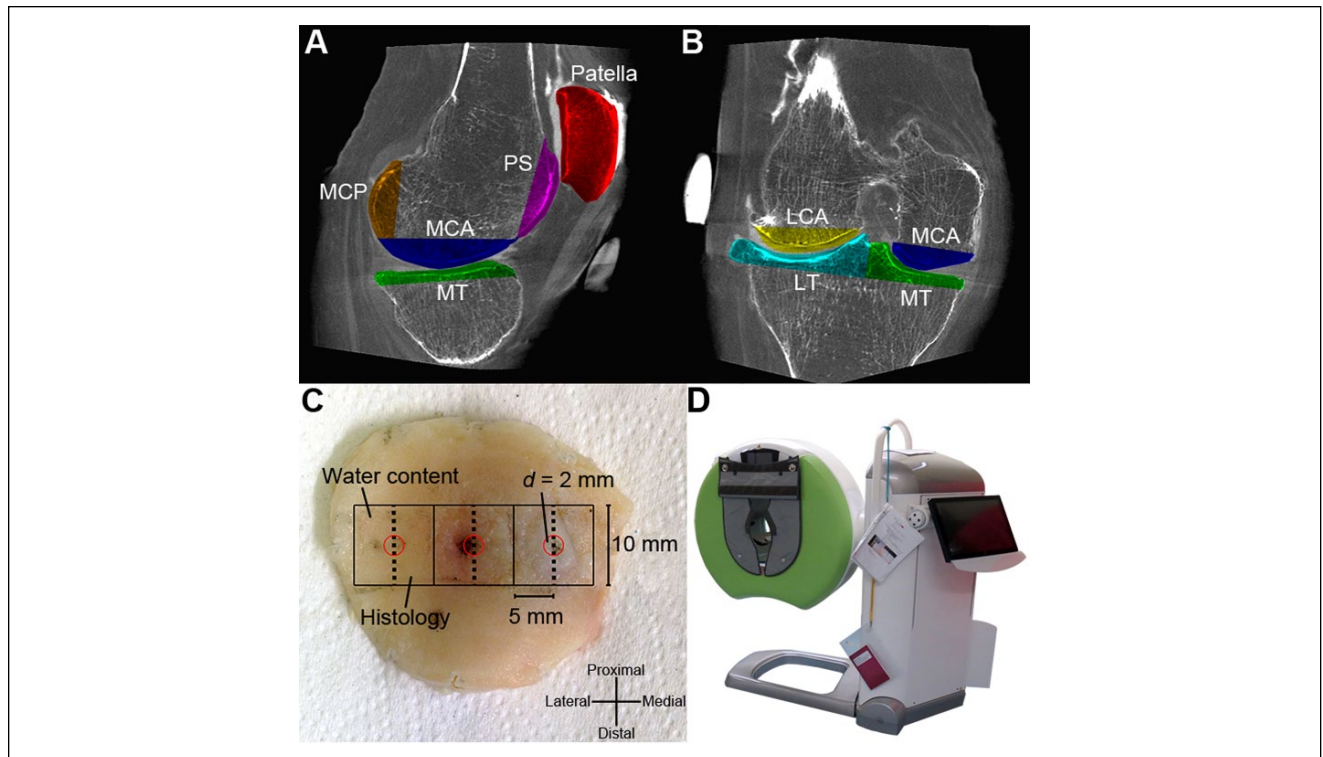 A
Patella
PS
MCP
MCA
MT
B
LCA
MCA
LT
MT
C
Water content
d = 2 mm
10 mm
Histology
5 mm
Proximal
Lateral
Medial
Distal
D